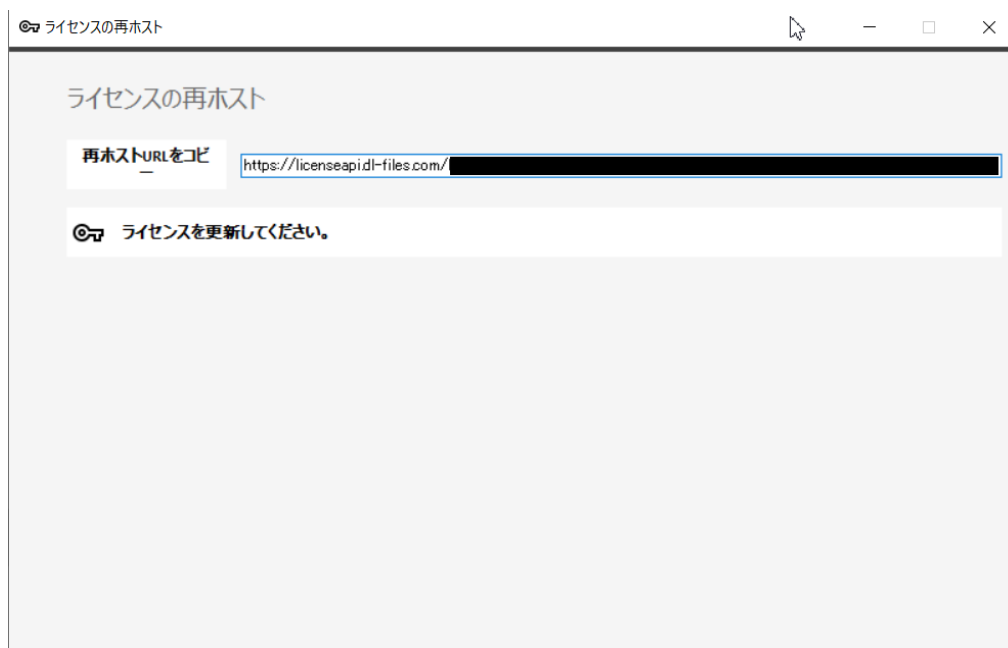 ライセンスの再ホスト
ライセンスの再ホスト
再ホストURLをコピ
ー
https://licenseapi.dl-files.com/
ライセンスを更新してください。